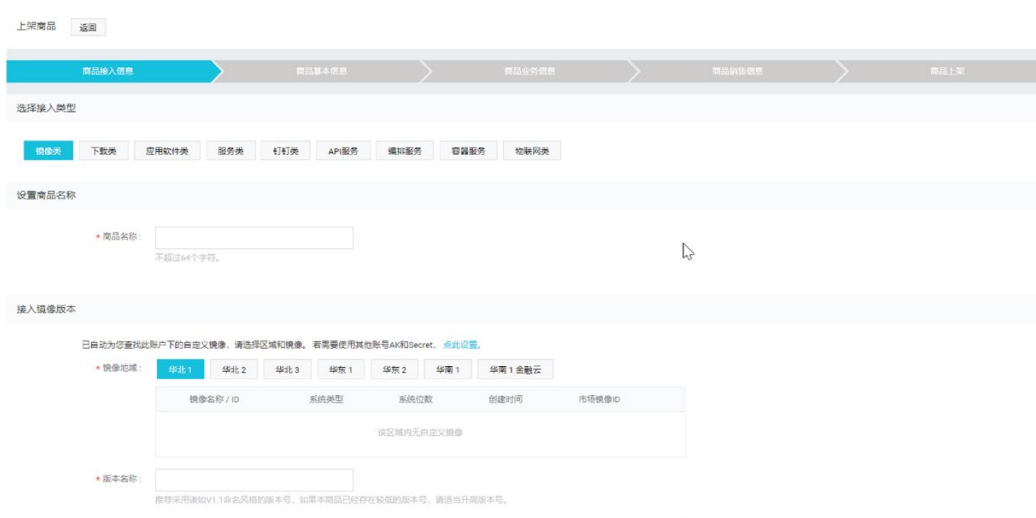 上架商品 返回
商品接入信息 商品基本信息 商品业务信息 商品销售信息 商品上架
选择接入类型
镜像类 下载类 应用软件类 服务类 钉钉类 API服务 编排服务 容器服务 物联网类
设置商品名称
* 商品名称：
不超过64个字符。
接入镜像版本
已自动为您查找此账户下的自定义镜像，请选择区域和镜像。 若需要使用其他账号AK和Secret， 点此设置。
* 镜像地域： 华北 1 华北 2 华北 3 华东 1 华东 2 华南 1 华南 1 金融云
镜像名称 / ID 系统类型 系统位数 创建时间 市场镜像ID
该区域内无自定义镜像
* 版本名称：
推荐采用诸如V1.1命名风格的版本号，如果本商品已经存在较低的版本号，请适当升高版本号。